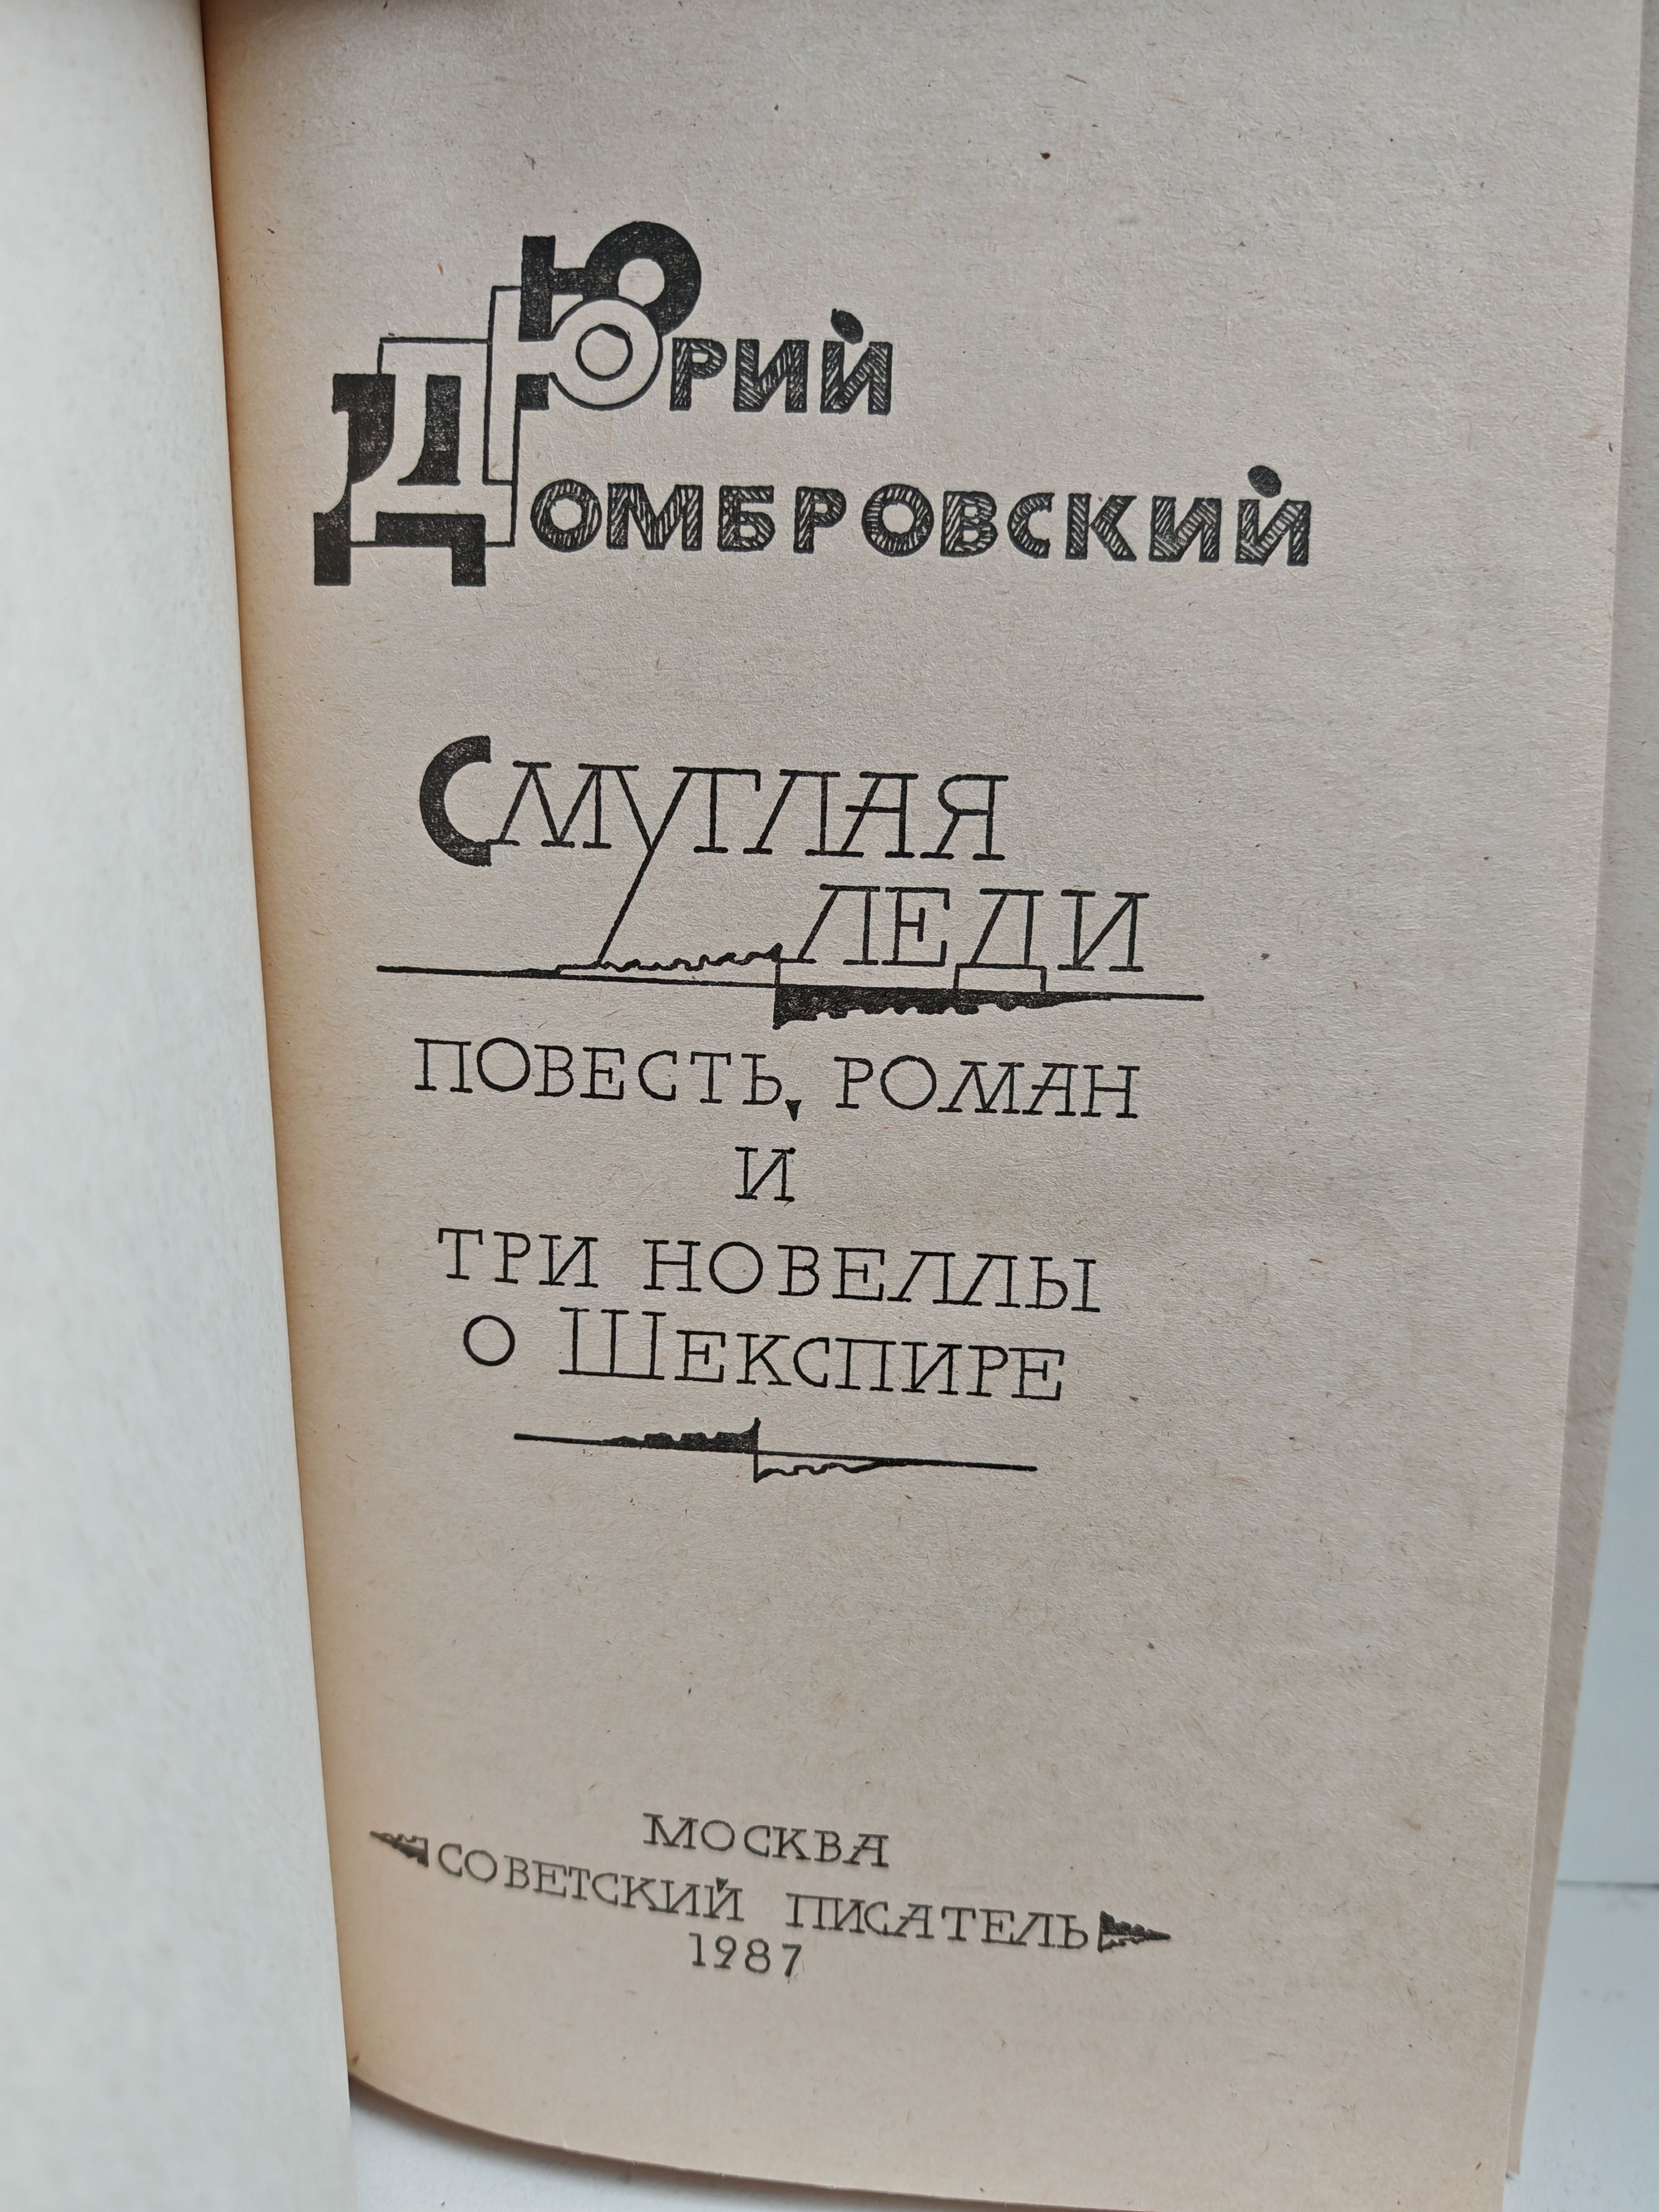 Юрий
Домбровский
Смуглая
леди
повесть, роман
и
три новеллы
о Шекспире
Москва
советский писатель
1987